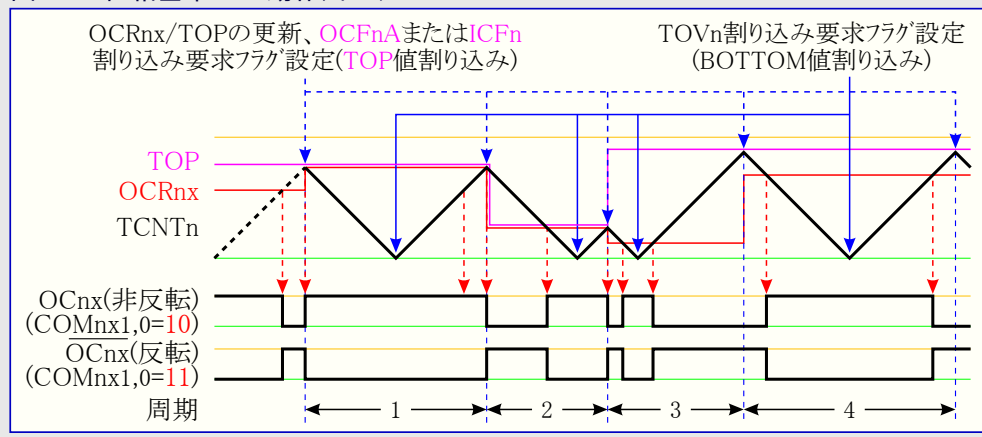 OCRnx/TOPの更新、OCFnAまたはICFn
割り込み要求フラグ設定(TOP値割り込み)
TOVn割り込み要求フラグ設定
(BOTTOM値割り込み)
TOP
OCRnx
TCNTn
OCnx(非反転)
(COMnx1,0=10)
OCnx(反転)
(COMnx1,0=11)
周期
1
2
3
4